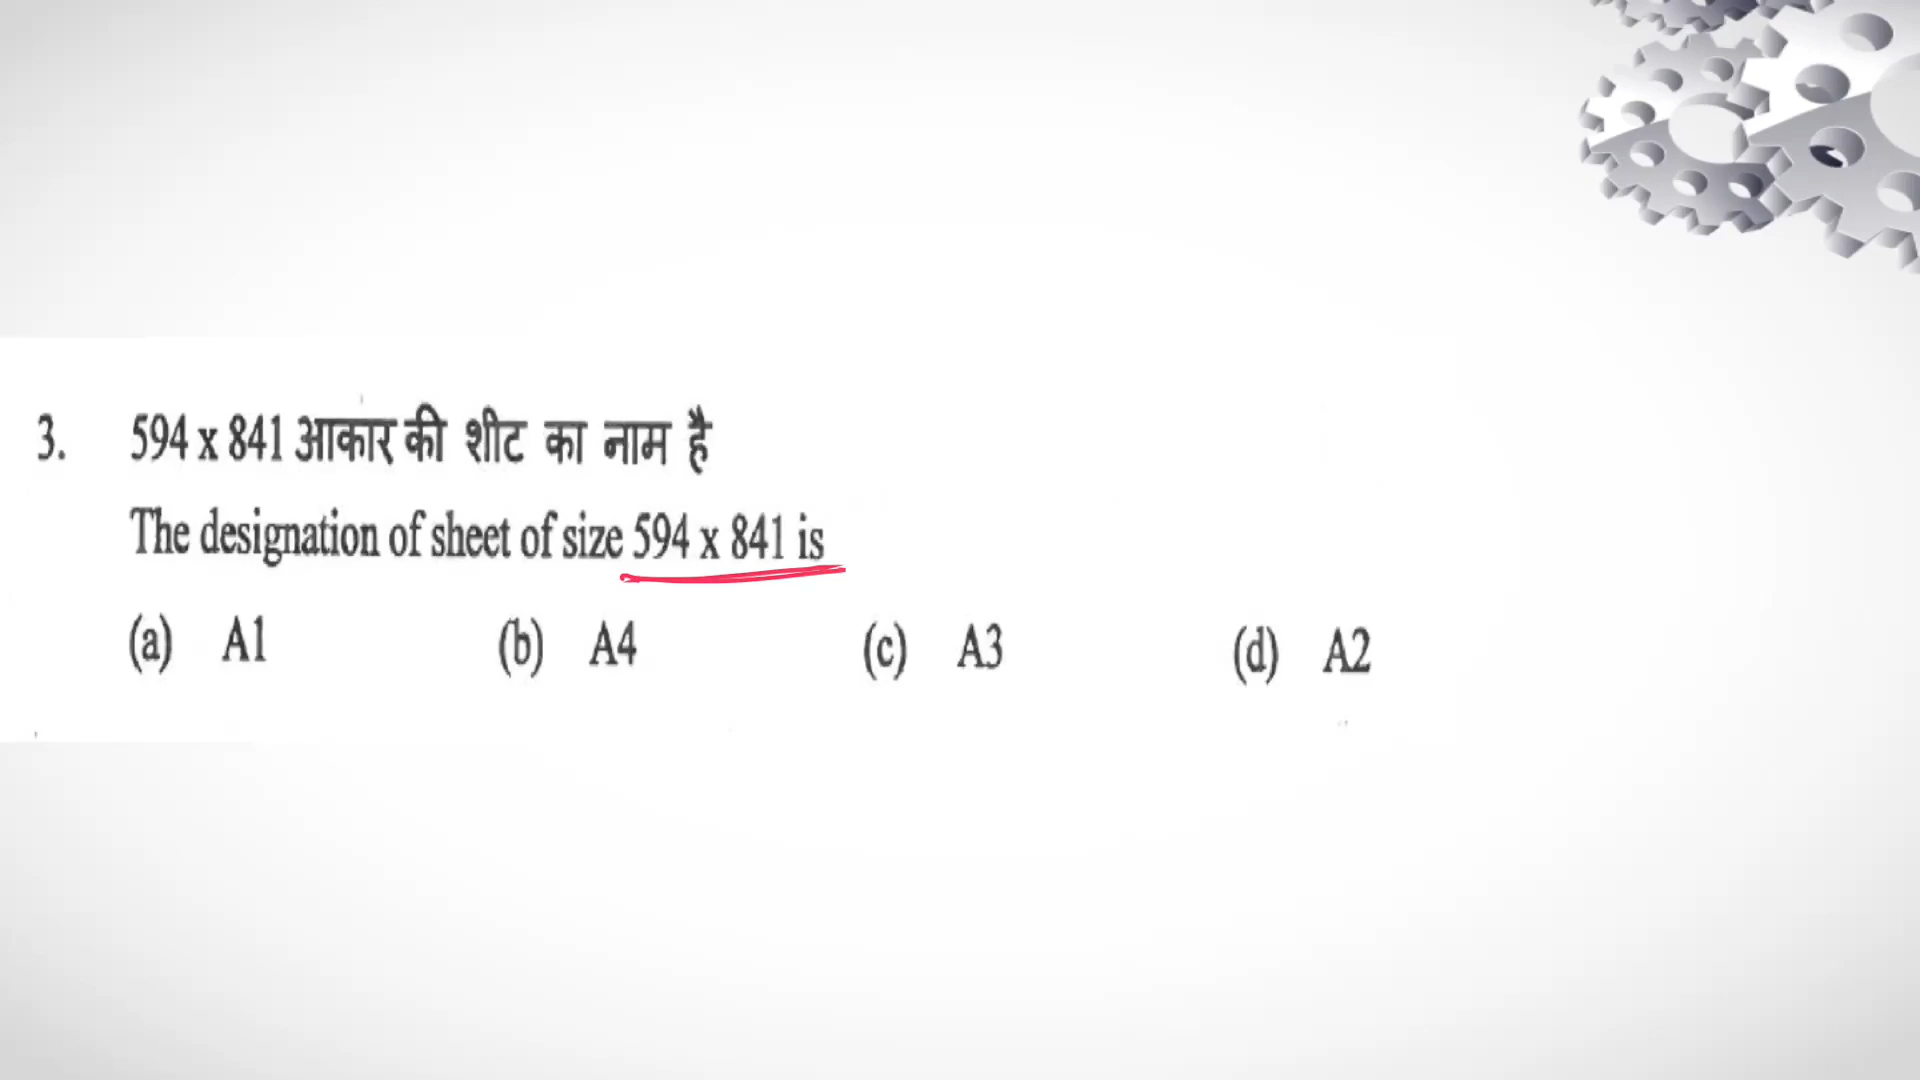 3. 594 x 841 आकार की शीट का नाम है
The designation of sheet of size 594 x 841 is
(a) A1 (b) A4 (c) A3 (d) A2